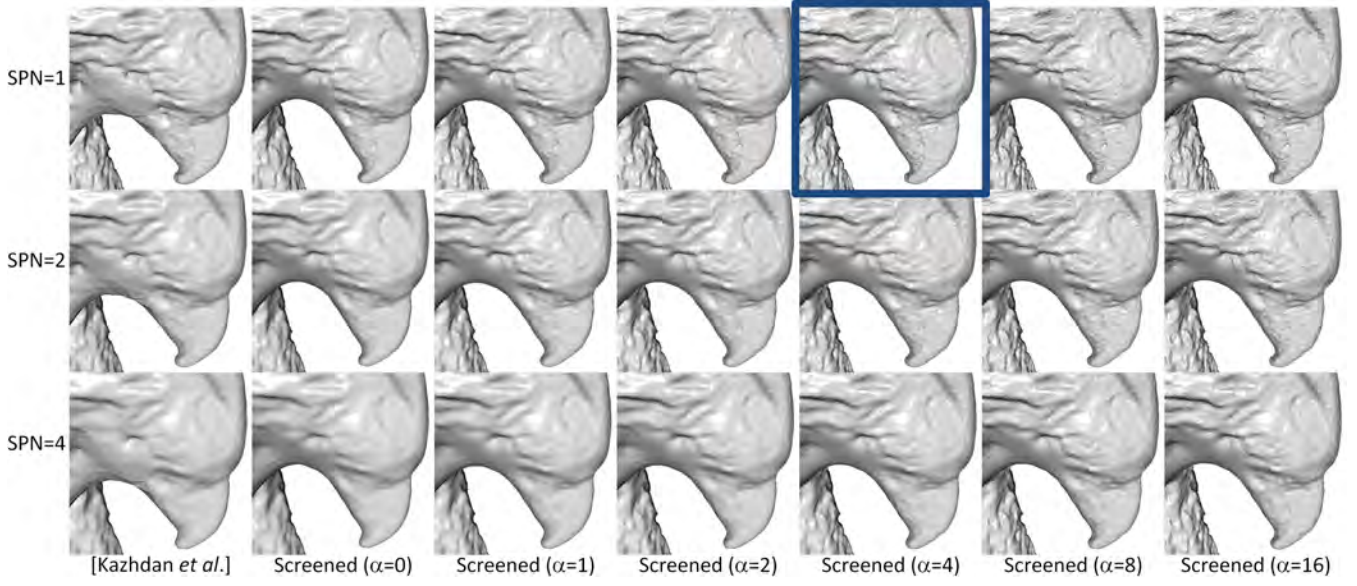 SPN=1
SPN=2
SPN=4
[Kazhdan et al.] Screened (α=0) Screened (α=1) Screened (α=2) Screened (α=4) Screened (α=8) Screened (α=16)